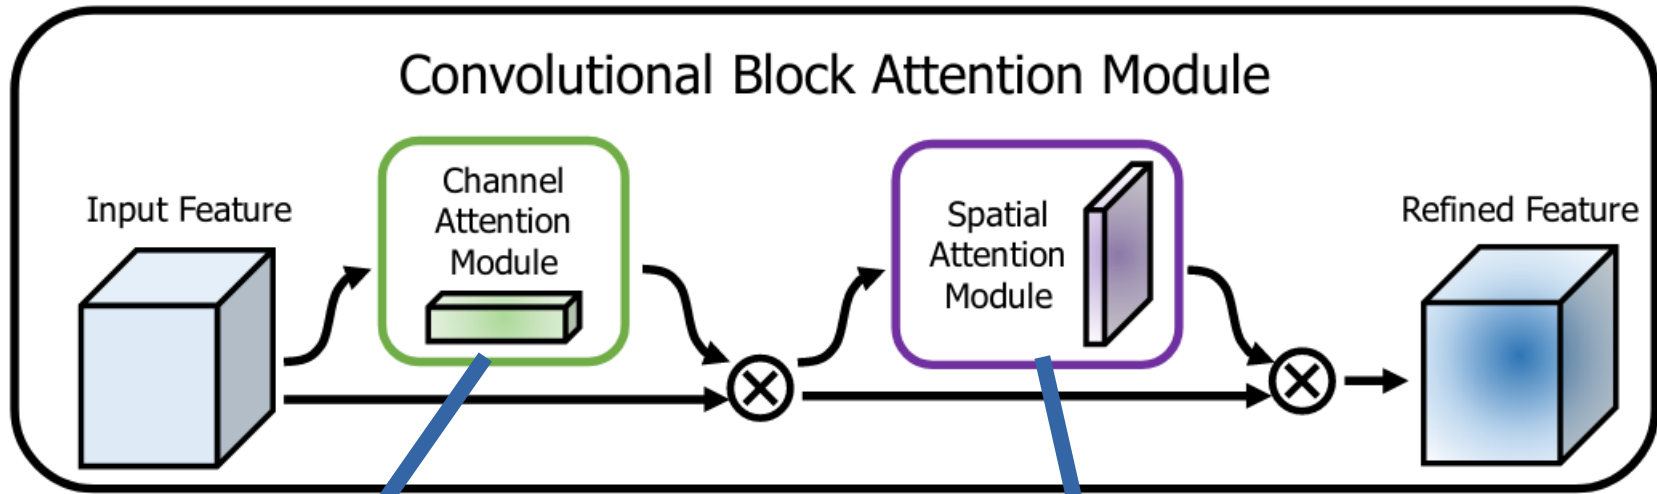 Convolutional Block Attention Module
Input Feature
Channel
Attention
Module
Spatial
Attention
Module
Refined Feature